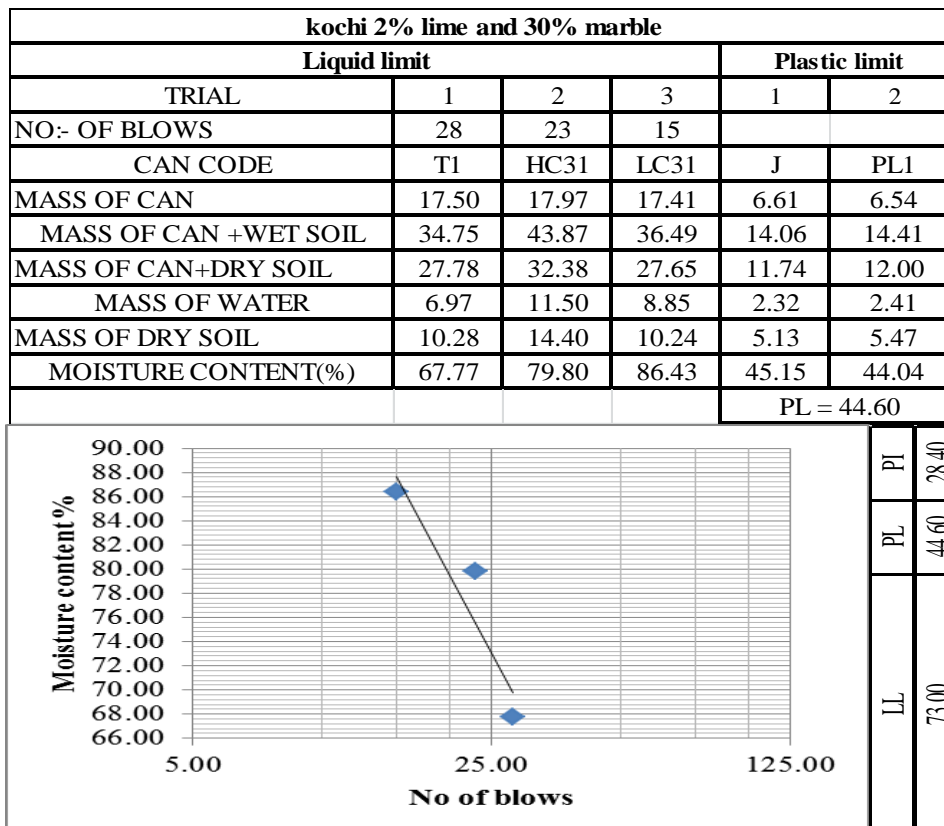 kochi 2% lime and 30% marble
Liquid limit Plastic limit
TRIAL 1 2 3 1 2
NO:- OF BLOWS 28 23 15
CAN CODE T1 HC31 LC31 J PL1
MASS OF CAN 17.50 17.97 17.41 6.61 6.54
MASS OF CAN +WET SOIL 34.75 43.87 36.49 14.06 14.41
MASS OF CAN+DRY SOIL 27.78 32.38 27.65 11.74 12.00
MASS OF WATER 6.97 11.50 8.85 2.32 2.41
MASS OF DRY SOIL 10.28 14.40 10.24 5.13 5.47
MOISTURE CONTENT(%) 67.77 79.80 86.43 45.15 44.04
PL = 44.60
Moisture content %
90.00
88.00
86.00
84.00
82.00
80.00
78.00
76.00
74.00
72.00
70.00
68.00
66.00
5.00 25.00 125.00
No of blows
PI 28.40
PL 44.60
LL 73.00